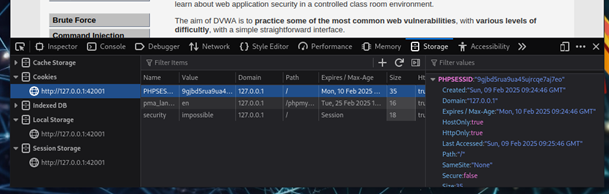 learn about web application security in a controlled class room environment.
Brute Force
Command Injection
The aim of DVWA is to practice some of the most common web vulnerabilities, with various levels of
difficulty, with a simple straightforward interface.
Inspector Console Debugger Network Style Editor Performance Memory Storage Accessibility
Cache Storage
Cookies
http://127.0.0.1:42001
Indexed DB
Local Storage
http://127.0.0.1:42001
Session Storage
http://127.0.0.1:42001
Filter Items
Name Value Domain Path Expires / Max-Age Size
PHPSES... 9gjbd5rua9ua4... 127.0.0.1 / Mon, 10 Feb 2025 ... 35
pma_lan... en 127.0.0.1 /phpmy... Tue, 25 Feb 2025 ... 16
security impossible 127.0.0.1 / Session 18
Filter values
PHPSESSID:"9gjbd5rua9ua45ujrcqe7aj7eo"
Created:"Sun, 09 Feb 2025 09:24:46 GMT"
Domain:"127.0.0.1"
Expires / Max-Age:"Mon, 10 Feb 2025 09:24:46 GMT"
HostOnly:true
HttpOnly:true
Last Accessed:"Sun, 09 Feb 2025 09:25:46 GMT"
Path:"/"
SameSite:"None"
Secure:false
Size:35